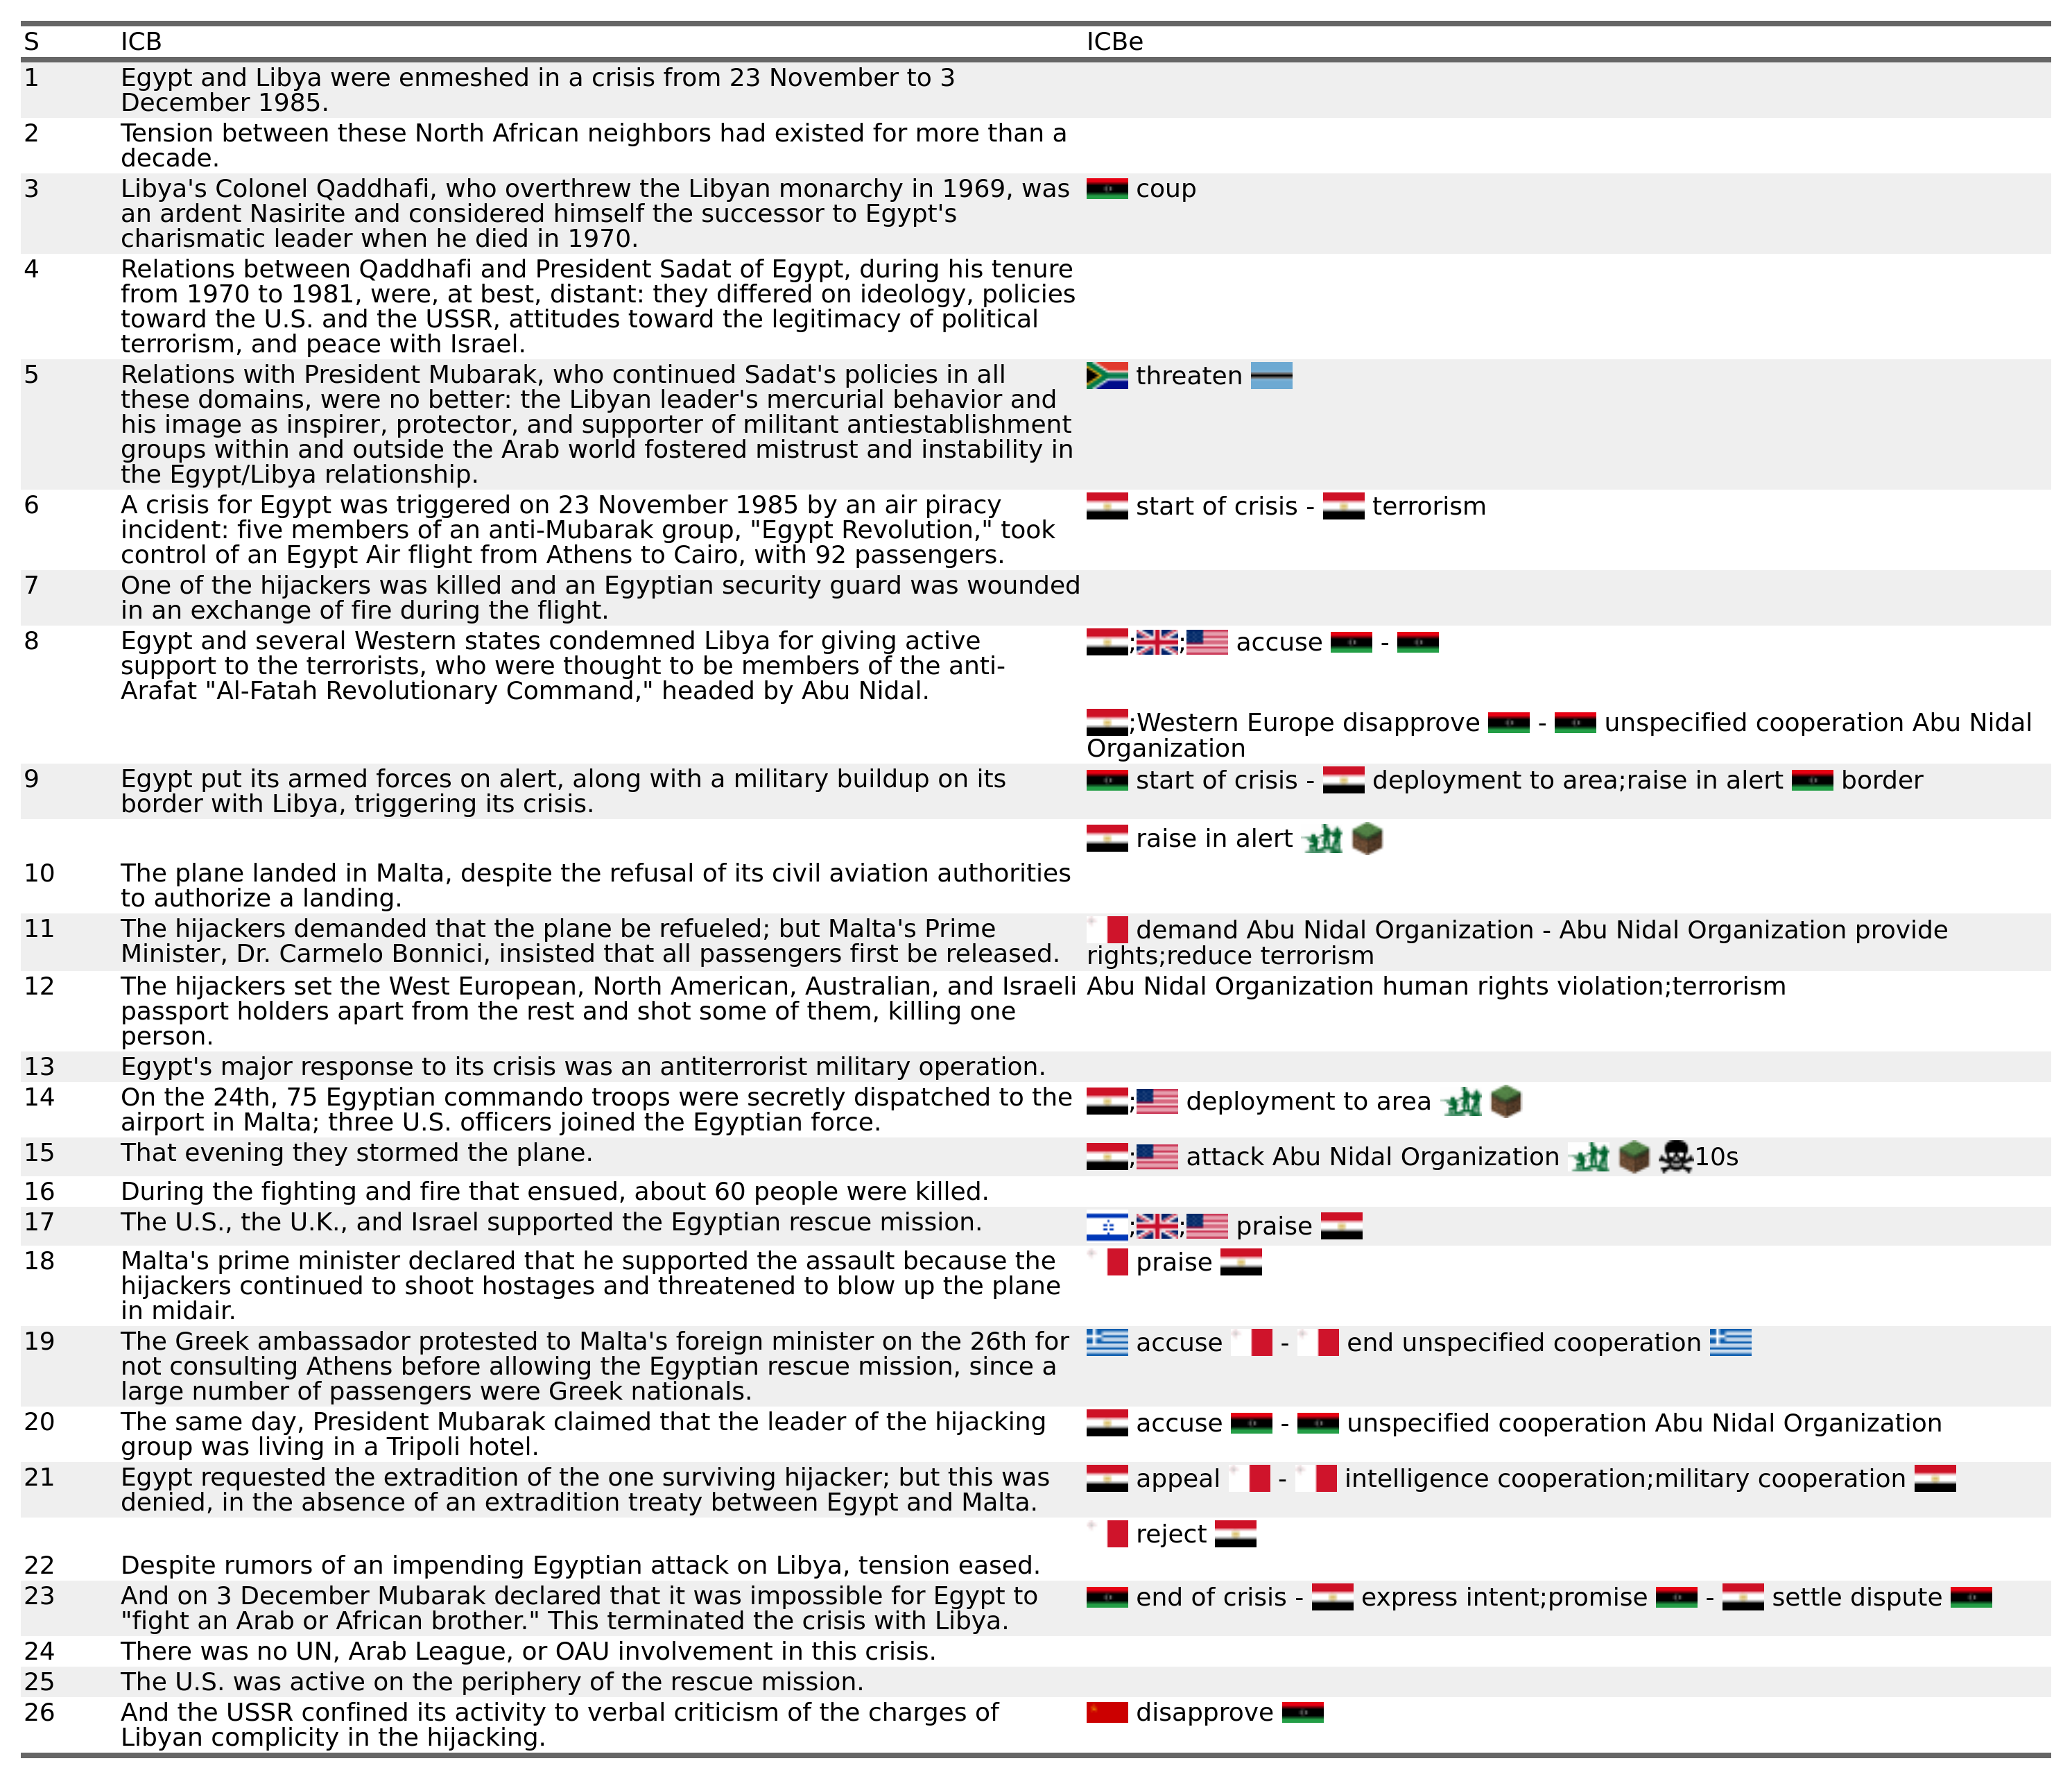 S ICB ICBe
1 Egypt and Libya were enmeshed in a crisis from 23 November to 3
December 1985.
2 Tension between these North African neighbors had existed for more than a
decade.
3 Libya's Colonel Qaddhafi, who overthrew the Libyan monarchy in 1969, was coup
an ardent Nasirite and considered himself the successor to Egypt's
charismatic leader when he died in 1970.
4 Relations between Qaddhafi and President Sadat of Egypt, during his tenure
from 1970 to 1981, were, at best, distant: they differed on ideology, policies
toward the U.S. and the USSR, attitudes toward the legitimacy of political
terrorism, and peace with Israel.
5 Relations with President Mubarak, who continued Sadat's policies in all threaten
these domains, were no better: the Libyan leader's mercurial behavior and
his image as inspirer, protector, and supporter of militant antiestablishment
groups within and outside the Arab world fostered mistrust and instability in
the Egypt/Libya relationship.
6 A crisis for Egypt was triggered on 23 November 1985 by an air piracy start of crisis - terrorism
incident: five members of an anti-Mubarak group, "Egypt Revolution," took
control of an Egypt Air flight from Athens to Cairo, with 92 passengers.
7 One of the hijackers was killed and an Egyptian security guard was wounded
in an exchange of fire during the flight.
8 Egypt and several Western states condemned Libya for giving active ; ; accuse -
support to the terrorists, who were thought to be members of the anti-
Arafat "Al-Fatah Revolutionary Command," headed by Abu Nidal.
;Western Europe disapprove - unspecified cooperation Abu Nidal
Organization
9 Egypt put its armed forces on alert, along with a military buildup on its start of crisis - deployment to area;raise in alert border
border with Libya, triggering its crisis.
raise in alert
10 The plane landed in Malta, despite the refusal of its civil aviation authorities
to authorize a landing.
11 The hijackers demanded that the plane be refueled; but Malta's Prime demand Abu Nidal Organization - Abu Nidal Organization provide
Minister, Dr. Carmelo Bonnici, insisted that all passengers first be released. rights;reduce terrorism
12 The hijackers set the West European, North American, Australian, and Israeli Abu Nidal Organization human rights violation;terrorism
passport holders apart from the rest and shot some of them, killing one
person.
13 Egypt's major response to its crisis was an antiterrorist military operation.
14 On the 24th, 75 Egyptian commando troops were secretly dispatched to the ; deployment to area
airport in Malta; three U.S. officers joined the Egyptian force.
15 That evening they stormed the plane. ; attack Abu Nidal Organization 10s
16 During the fighting and fire that ensued, about 60 people were killed.
17 The U.S., the U.K., and Israel supported the Egyptian rescue mission. ; ; praise
18 Malta's prime minister declared that he supported the assault because the praise
hijackers continued to shoot hostages and threatened to blow up the plane
in midair.
19 The Greek ambassador protested to Malta's foreign minister on the 26th for accuse - end unspecified cooperation
not consulting Athens before allowing the Egyptian rescue mission, since a
large number of passengers were Greek nationals.
20 The same day, President Mubarak claimed that the leader of the hijacking accuse - unspecified cooperation Abu Nidal Organization
group was living in a Tripoli hotel.
21 Egypt requested the extradition of the one surviving hijacker; but this was appeal - intelligence cooperation;military cooperation
denied, in the absence of an extradition treaty between Egypt and Malta.
reject
22 Despite rumors of an impending Egyptian attack on Libya, tension eased.
23 And on 3 December Mubarak declared that it was impossible for Egypt to end of crisis - express intent;promise - settle dispute
"fight an Arab or African brother." This terminated the crisis with Libya.
24 There was no UN, Arab League, or OAU involvement in this crisis.
25 The U.S. was active on the periphery of the rescue mission.
26 And the USSR confined its activity to verbal criticism of the charges of disapprove
Libyan complicity in the hijacking.